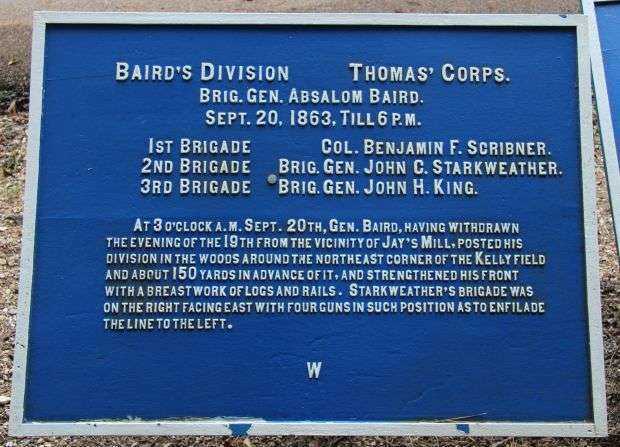 BAIRD'S DIVISION THOMAS' CORPS.
BRIG. GEN. ABSALOM BAIRD.
SEPT. 20, 1863, TILL 6 P.M.
1ST BRIGADE COL. BENJAMIN F. SCRIBNER.
2ND BRIGADE BRIG. GEN. JOHN C. STARKWEATHER.
3RD BRIGADE BRIG. GEN. JOHN H. KING.
AT 3 O'CLOCK A.M. SEPT. 20TH, GEN. BAIRD, HAVING WITHDRAWN
THE EVENING OF THE 19TH FROM THE VICINITY OF JAY'S MILL, POSTED HIS
DIVISION IN THE WOODS AROUND THE NORTHEAST CORNER OF THE KELLY FIELD
AND ABOUT 150 YARDS IN ADVANCE OF IT, AND STRENGTHENED HIS FRONT
WITH A BREASTWORK OF LOGS AND RAILS. STARKWEATHER'S BRIGADE WAS
ON THE RIGHT FACING EAST WITH FOUR GUNS IN SUCH POSITION AS TO ENFILADE
THE LINE TO THE LEFT.
W